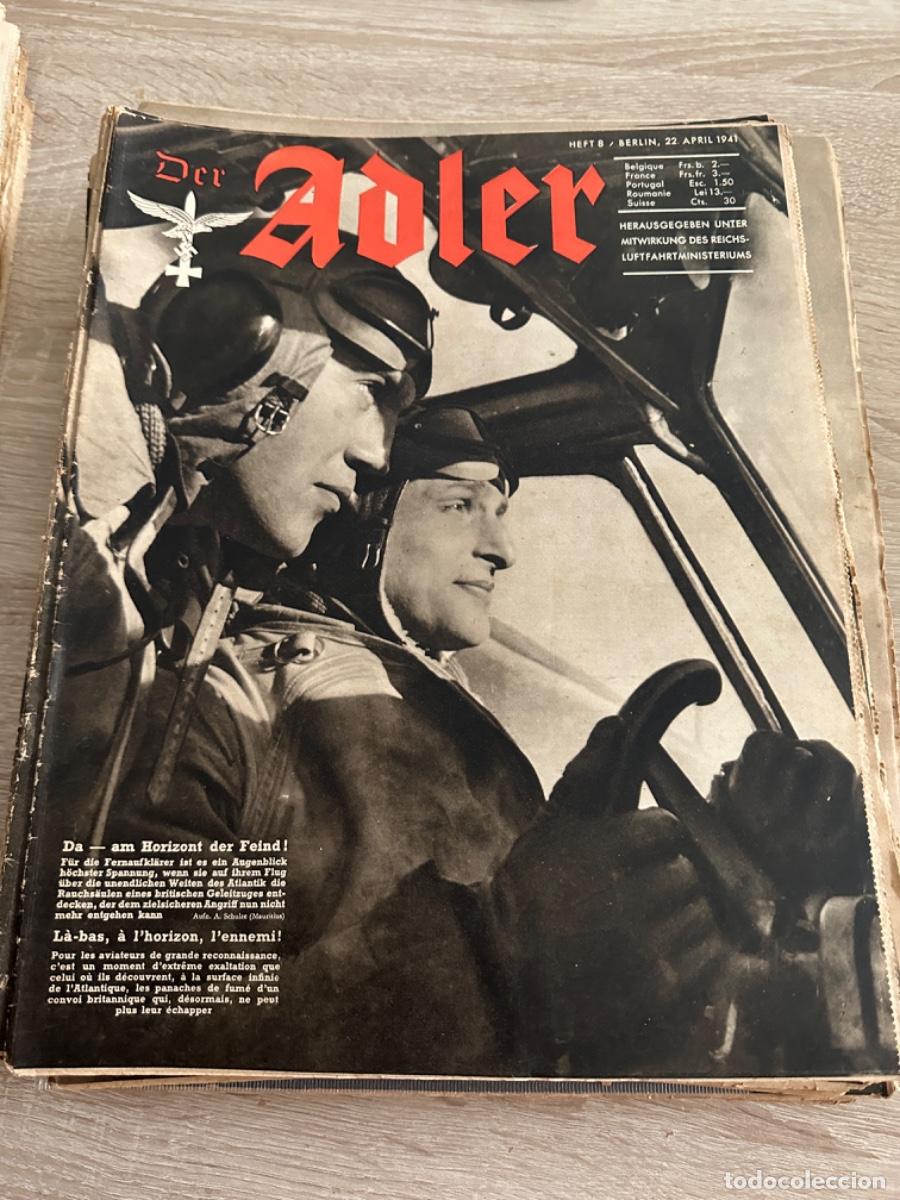 HEFT 8 / BERLIN, 22. APRIL 1941
Der Adler
Belgique Frs. b. 2.—
France Frs. fr. 3.—
Portugal Esc. 1.50
Roumanie Lei 13.—
Suisse Cts. 30
HERAUSGEGEBEN UNTER
MITWIRKUNG DES REICHS-
LUFTFAHRTMINISTERIUMS
Da — am Horizont der Feind!
Für die Fernaufklärer ist es ein Augenblick
höchster Spannung, wenn sie auf ihrem Flug
über die unendlichen Weiten des Atlantik die
Rauchsäulen eines britischen Geleitzuges ent-
decken, der dem zielsicheren Angriff nun nicht
mehr entgehen kann Aufn. A. Schulze (Mauritius)
Là-bas, à l'horizon, l'ennemi!
Pour les aviateurs de grande reconnaissance,
c'est un moment d'extrême exaltation que
celui où ils découvrent, à la surface infinie
de l'Atlantique, les panaches de fumé d'un
convoi britannique qui, désormais, ne peut
plus leur échapper
todocoleccion